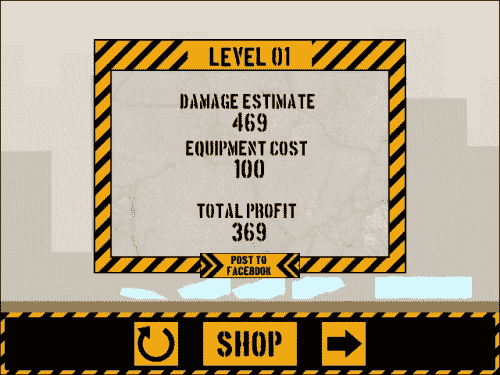 LEVEL 01
DAMAGE ESTIMATE
469
EQUIPMENT COST
100
TOTAL PROFIT
369
POST TO
FACEBOOK
SHOP